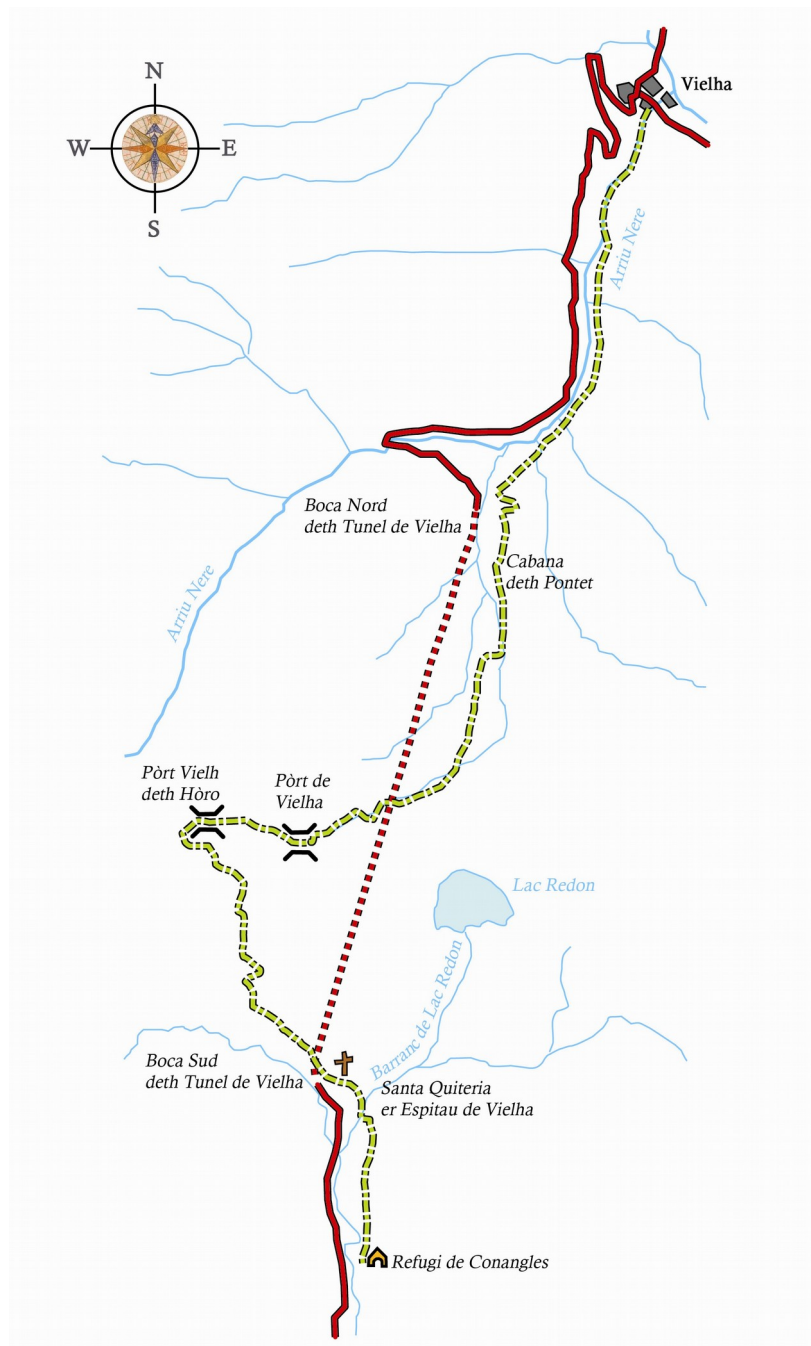 N
W
E
S
Vielha
Arriu Nere
Boca Nord
deth Tunel de Vielha
Cabana
deth Pontet
Arriu Nere
Pòrt Vielh
deth Hòro
Pòrt de
Vielha
Lac Redon
Barranc de Lac Redon
Boca Sud
deth Tunel de Vielha
Santa Quiteria
er Espitau de Vielha
Refugi de Conangles